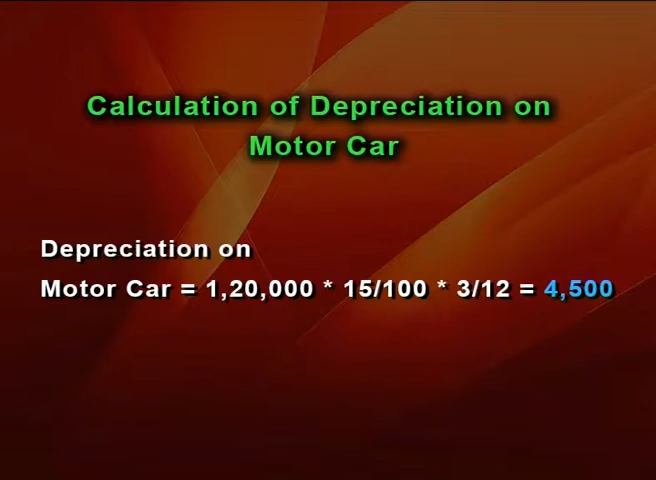 Calculation of Depreciation on
Motor Car
Depreciation on
Motor Car = 1,20,000 * 15/100 * 3/12 = 4,500